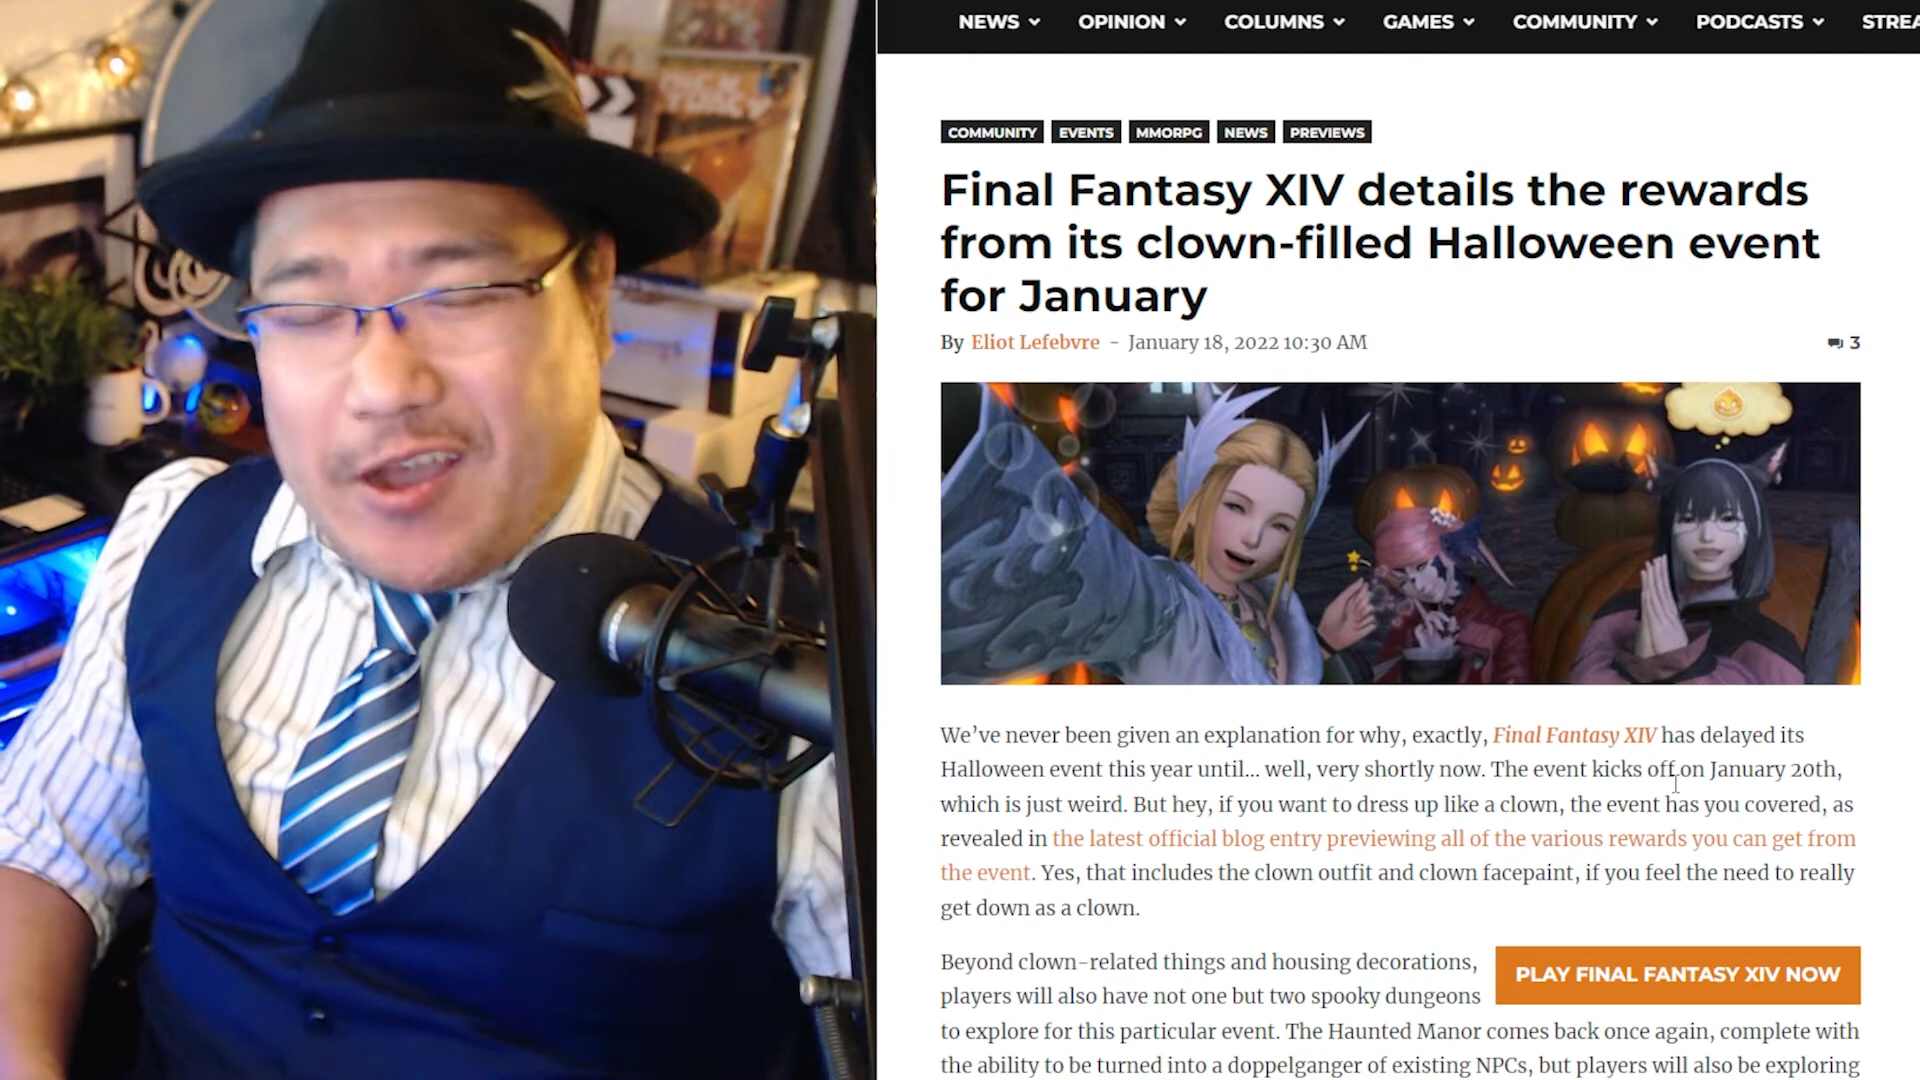 DICK
TRACY
NEWS OPINION COLUMNS GAMES COMMUNITY PODCASTS STREA
COMMUNITY EVENTS MMORPG NEWS PREVIEWS
Final Fantasy XIV details the rewards
from its clown-filled Halloween event
for January
By Eliot Lefebvre - January 18, 2022 10:30 AM 3
We’ve never been given an explanation for why, exactly, Final Fantasy XIV has delayed its
Halloween event this year until... well, very shortly now. The event kicks off on January 20th,
which is just weird. But hey, if you want to dress up like a clown, the event has you covered, as
revealed in the latest official blog entry previewing all of the various rewards you can get from
the event. Yes, that includes the clown outfit and clown facepaint, if you feel the need to really
get down as a clown.
Beyond clown-related things and housing decorations,
players will also have not one but two spooky dungeons
PLAY FINAL FANTASY XIV NOW
to explore for this particular event. The Haunted Manor comes back once again, complete with
the ability to be turned into a doppelganger of existing NPCs, but players will also be exploring